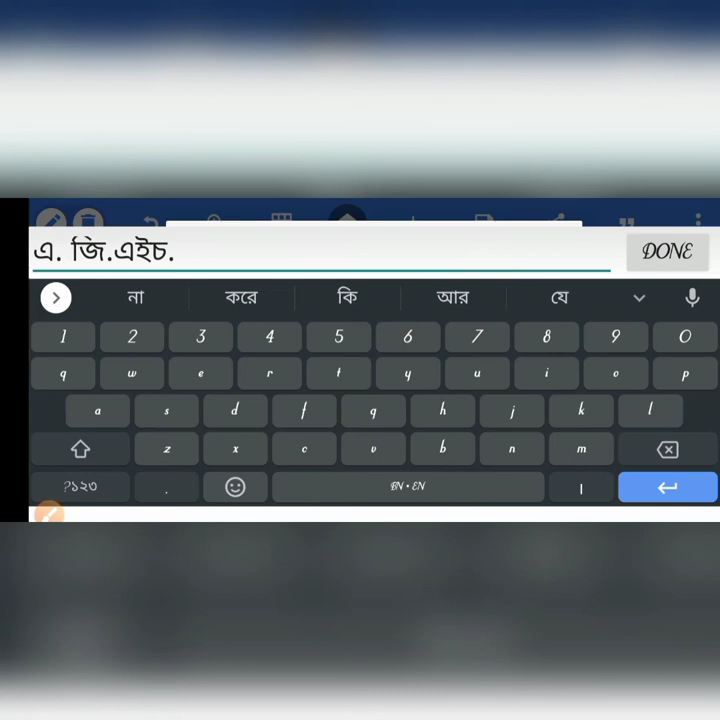 এ. জি.এইচ.
DONE
না করে কি আর যে
1 2 3 4 5 6 7 8 9 0
q w e r t y u i o p
a s d f g h j k l
z x c v b n m
?১২৩ . BN • EN |